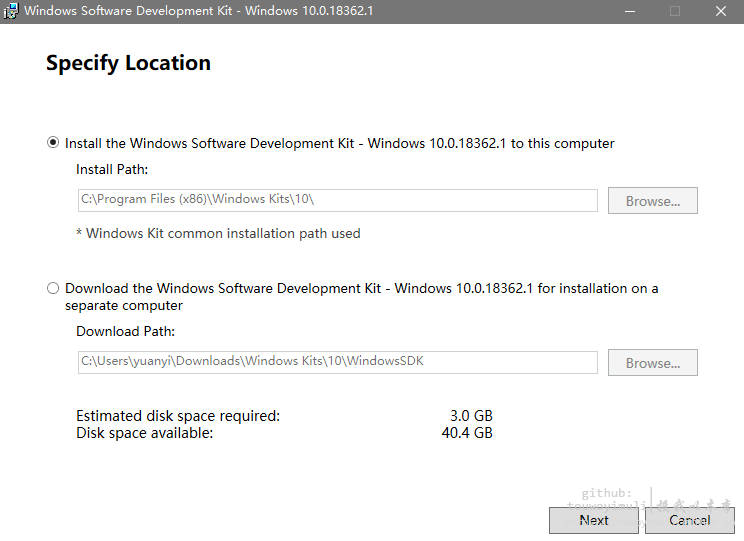 Windows Software Development Kit - Windows 10.0.18362.1
Specify Location
Install the Windows Software Development Kit - Windows 10.0.18362.1 to this computer
Install Path:
C:\Program Files (x86)\Windows Kits\10\
Browse...
* Windows Kit common installation path used
Download the Windows Software Development Kit - Windows 10.0.18362.1 for installation on a
separate computer
Download Path:
C:\Users\yuanyi\Downloads\Windows Kits\10\WindowsSDK
Browse...
Estimated disk space required: 3.0 GB
Disk space available: 40.4 GB
github:
Next
Cancel